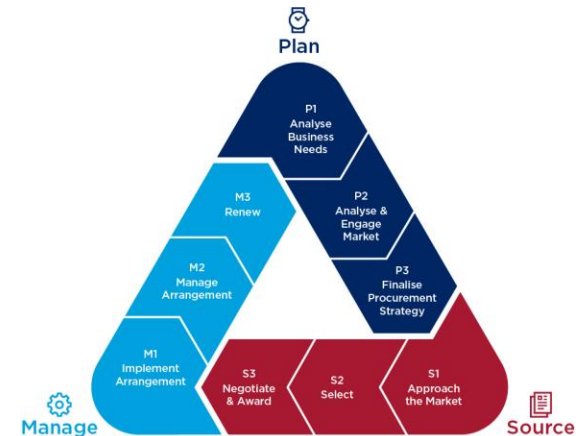 Plan
P1
Analyse
Business
Needs
P2
Analyse &
Engage
Market
P3
Finalise
Procurement
Strategy
Source
S1
Approach
the Market
S2
Select
S3
Negotiate
& Award
Manage
M1
Implement
Arrangement
M2
Manage
Arrangement
M3
Renew